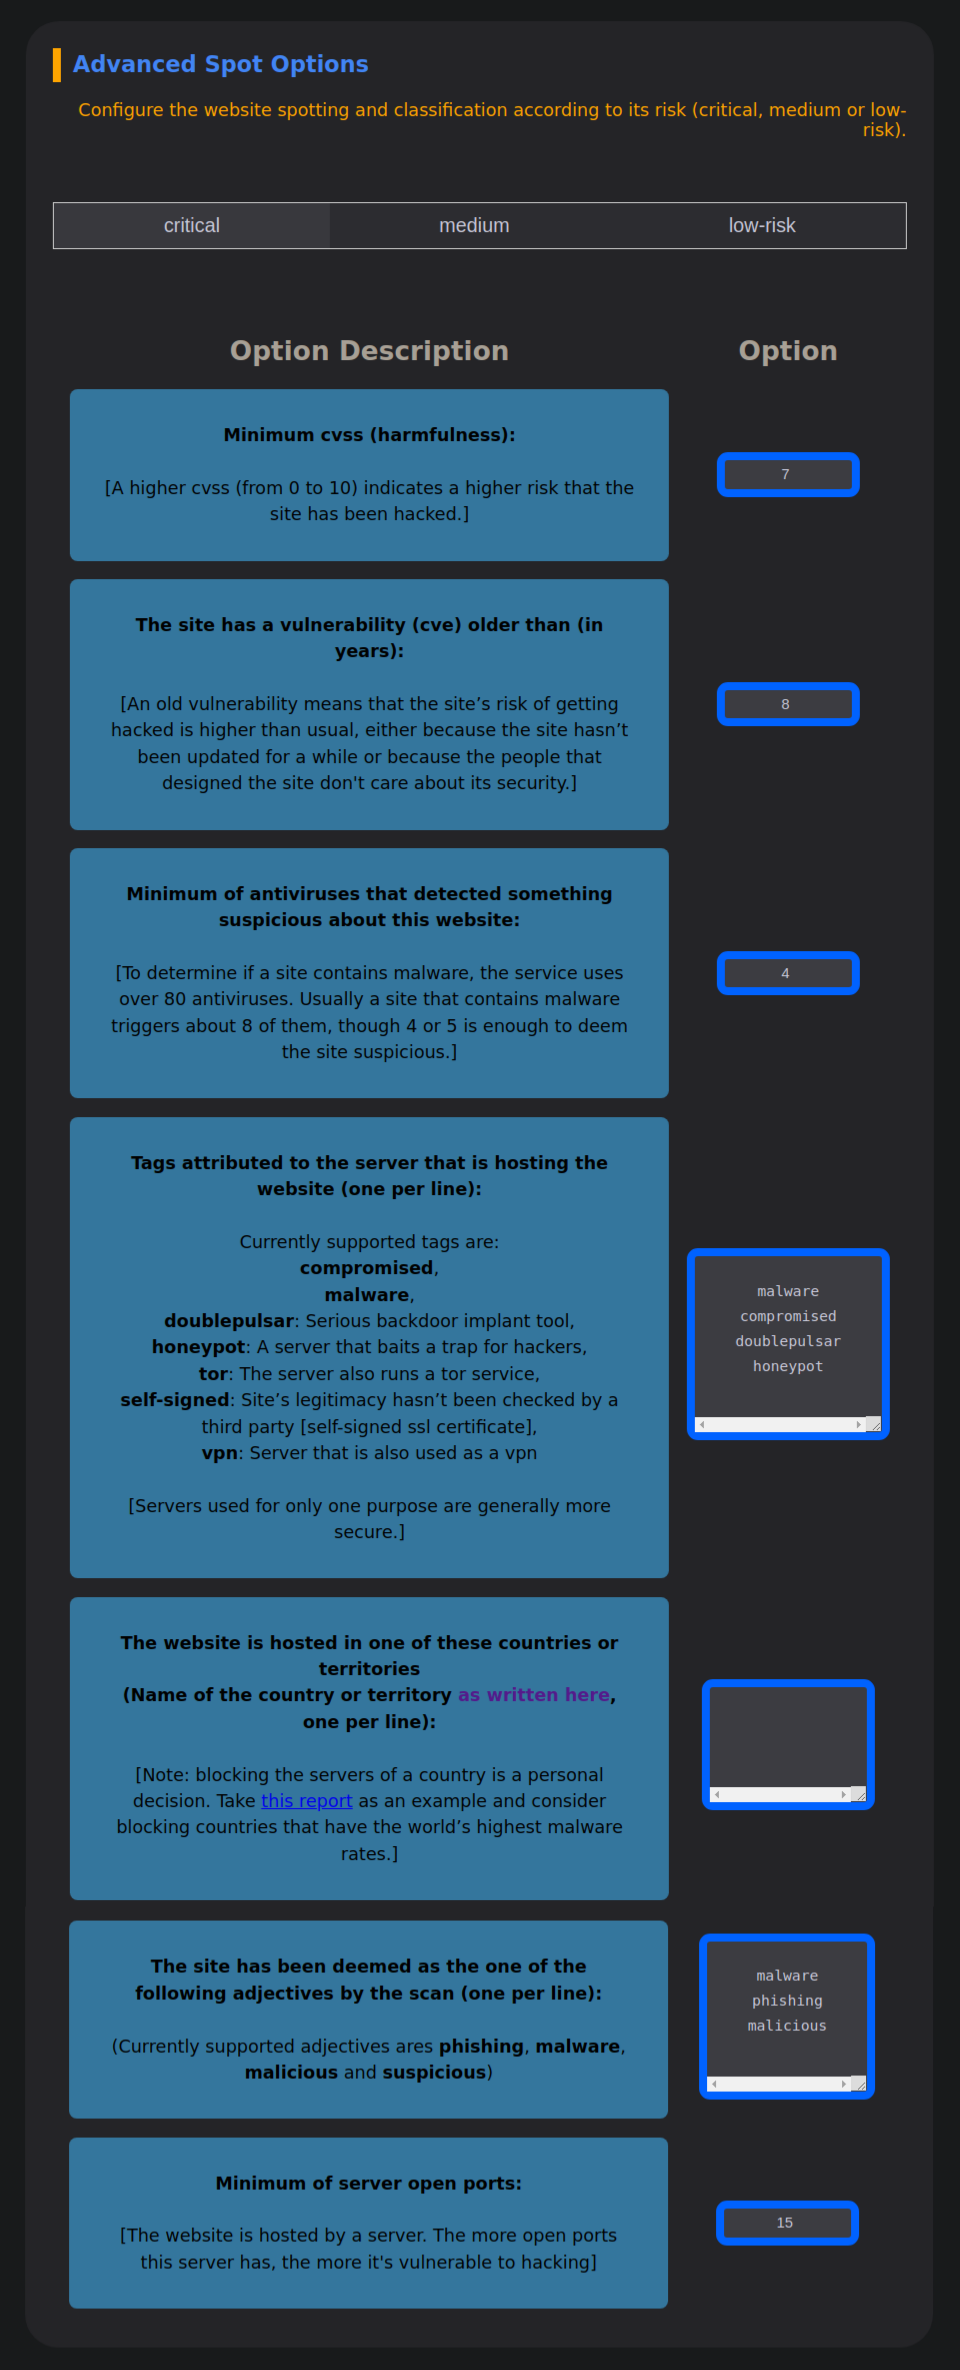 Advanced Spot Options
Configure the website spotting and classification according to its risk (critical, medium or low-
risk).
critical medium low-risk
Option Description Option
Minimum cvss (harmfulness):
[A higher cvss (from 0 to 10) indicates a higher risk that the
site has been hacked.]
7
The site has a vulnerability (cve) older than (in
years):
[An old vulnerability means that the site’s risk of getting
hacked is higher than usual, either because the site hasn’t
been updated for a while or because the people that
designed the site don't care about its security.]
8
Minimum of antiviruses that detected something
suspicious about this website:
[To determine if a site contains malware, the service uses
over 80 antiviruses. Usually a site that contains malware
triggers about 8 of them, though 4 or 5 is enough to deem
the site suspicious.]
4
Tags attributed to the server that is hosting the
website (one per line):
Currently supported tags are:
compromised,
malware,
doublepulsar: Serious backdoor implant tool,
honeypot: A server that baits a trap for hackers,
tor: The server also runs a tor service,
self-signed: Site’s legitimacy hasn’t been checked by a
third party [self-signed ssl certificate],
vpn: Server that is also used as a vpn
[Servers used for only one purpose are generally more
secure.]
malware
compromised
doublepulsar
honeypot
The website is hosted in one of these countries or
territories
(Name of the country or territory as written here,
one per line):
[Note: blocking the servers of a country is a personal
decision. Take this report as an example and consider
blocking countries that have the world’s highest malware
rates.]
The site has been deemed as the one of the
following adjectives by the scan (one per line):
(Currently supported adjectives ares phishing, malware,
malicious and suspicious)
malware
phishing
malicious
Minimum of server open ports:
[The website is hosted by a server. The more open ports
this server has, the more it's vulnerable to hacking]
15